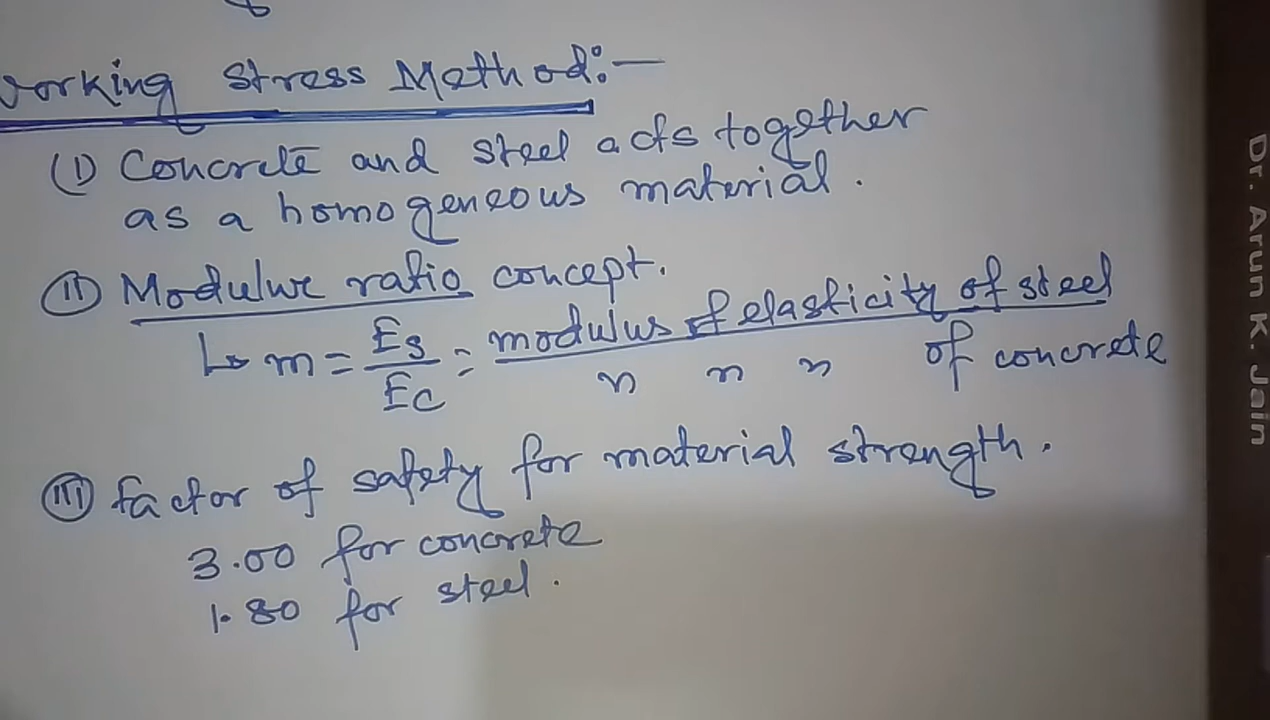 Working Stress Method:-
(I) Concrete and steel acts together
as a homogeneous material.
(II) Modulur ratio concept.
↳ m = Es/Ec = modulus of elasticity of steel
" " " of concrete
(III) factor of safety for material strength.
3.00 for concrete
1.80 for steel.
Dr. Arun K. Jain